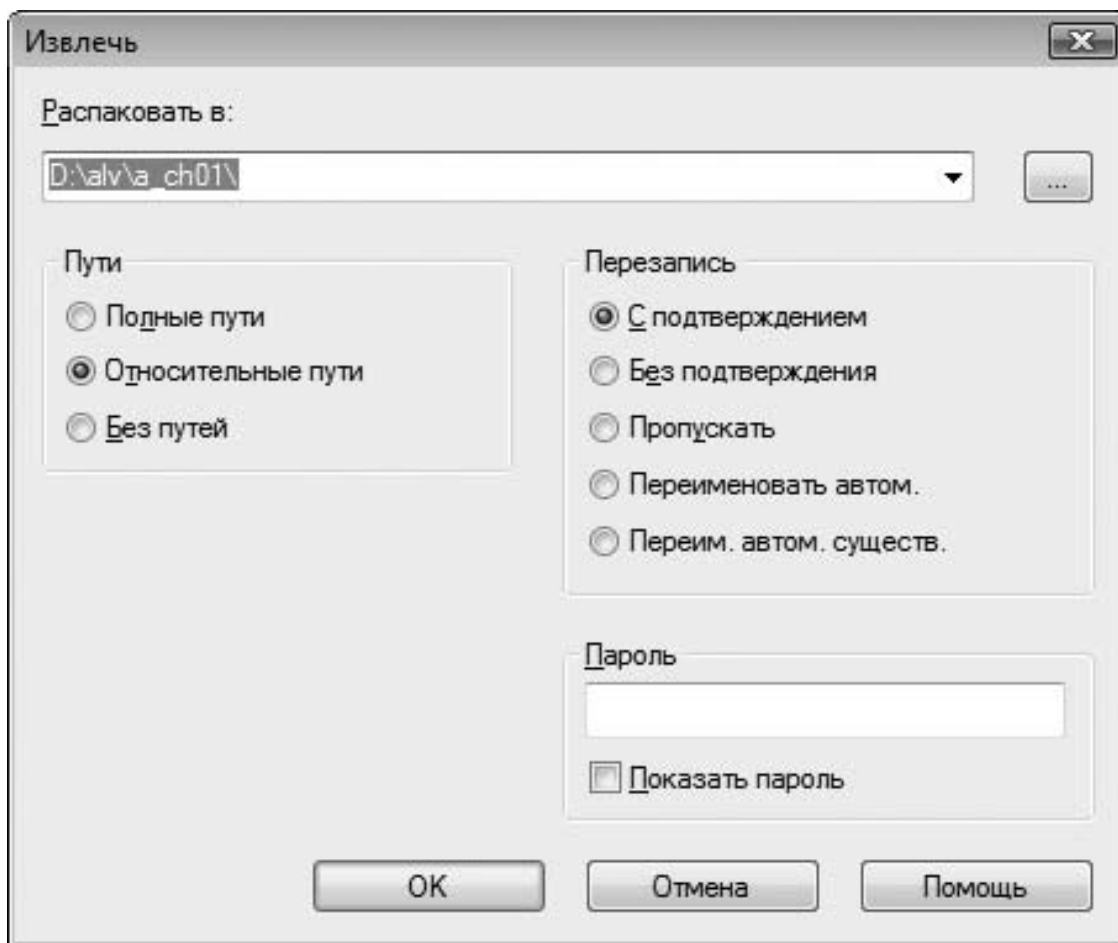 Извлечь
Распаковать в:
D:\alv\a_ch01\
...
Пути
Полные пути
Относительные пути
Без путей
Перезапись
С подтверждением
Без подтверждения
Пропускать
Переименовать автом.
Переим. автом. существ.
Пароль
Показать пароль
OK
Отмена
Помощь